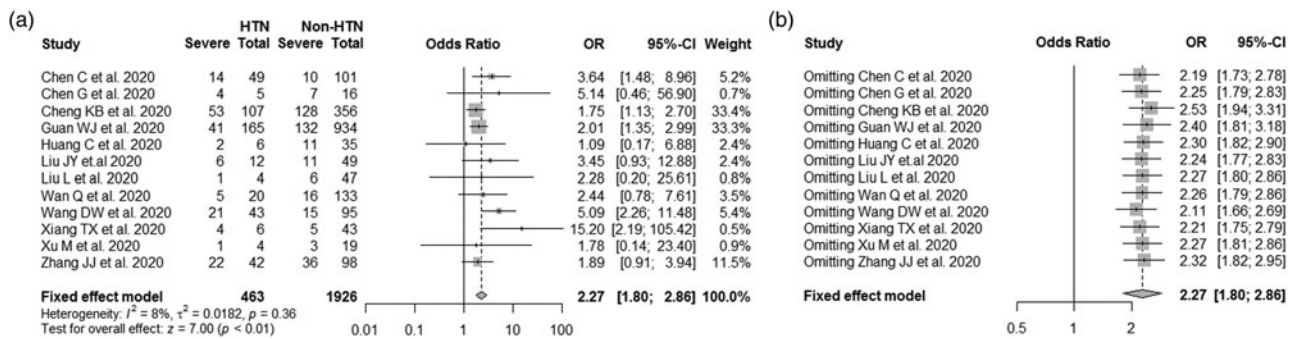 (a)
HTN Non-HTN
Study Severe Total Severe Total Odds Ratio OR 95%-CI Weight
Chen C et al. 2020 14 49 10 101 3.64 [1.48; 8.96] 5.2%
Chen G et al. 2020 4 5 7 16 5.14 [0.46; 56.90] 0.7%
Cheng KB et al. 2020 53 107 128 356 1.75 [1.13; 2.70] 33.4%
Guan WJ et al. 2020 41 165 132 934 2.01 [1.35; 2.99] 33.3%
Huang C et al. 2020 2 6 11 35 1.09 [0.17; 6.88] 2.4%
Liu JY et.al 2020 6 12 11 49 3.45 [0.93; 12.88] 2.4%
Liu L et al. 2020 1 4 6 47 2.28 [0.20; 25.61] 0.8%
Wan Q et al. 2020 5 20 16 133 2.44 [0.78; 7.61] 3.4%
Wang DW et al. 2020 21 43 15 95 5.09 [2.26; 11.48] 5.4%
Xiang TX et al. 2020 4 6 5 43 15.20 [2.19; 105.42] 0.5%
Xu M et al. 2020 1 4 3 19 1.78 [0.14; 23.40] 0.9%
Zhang JJ et al. 2020 22 42 36 98 1.89 [0.91; 3.94] 11.5%
Fixed effect model 463 1926 2.27 [1.80; 2.86] 100.0%
Heterogeneity: I² = 8%, τ² = 0.0182, p = 0.36
Test for overall effect: z = 7.00 (p < 0.01)
0.01 0.1 1 10 100
(b)
Study Odds Ratio OR 95%-CI
Omitting Chen C et al. 2020 2.19 [1.73; 2.78]
Omitting Chen G et al. 2020 2.25 [1.79; 2.83]
Omitting Cheng KB et al. 2020 2.53 [1.94; 3.31]
Omitting Guan WJ et al. 2020 2.40 [1.81; 3.18]
Omitting Huang C et al. 2020 2.30 [1.82; 2.90]
Omitting Liu JY et.al 2020 2.24 [1.77; 2.83]
Omitting Liu L et al. 2020 2.27 [1.80; 2.86]
Omitting Wan Q et al. 2020 2.26 [1.79; 2.86]
Omitting Wang DW et al. 2020 2.11 [1.66; 2.69]
Omitting Xiang TX et al. 2020 2.21 [1.75; 2.79]
Omitting Xu M et al. 2020 2.27 [1.81; 2.86]
Omitting Zhang JJ et al. 2020 2.32 [1.82; 2.95]
Fixed effect model 2.27 [1.80; 2.86]
0.5 1 2